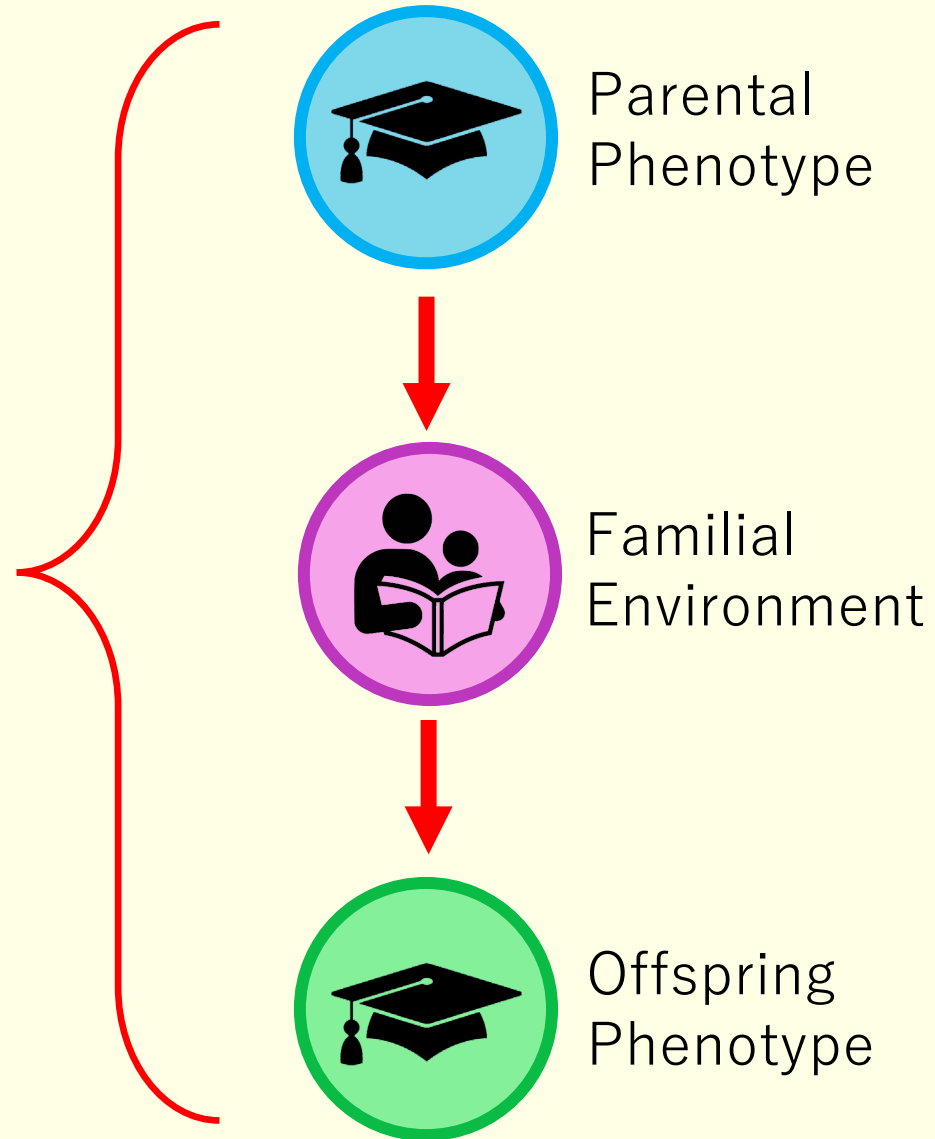 Parental
Phenotype
Familial
Environment
Offspring
Phenotype